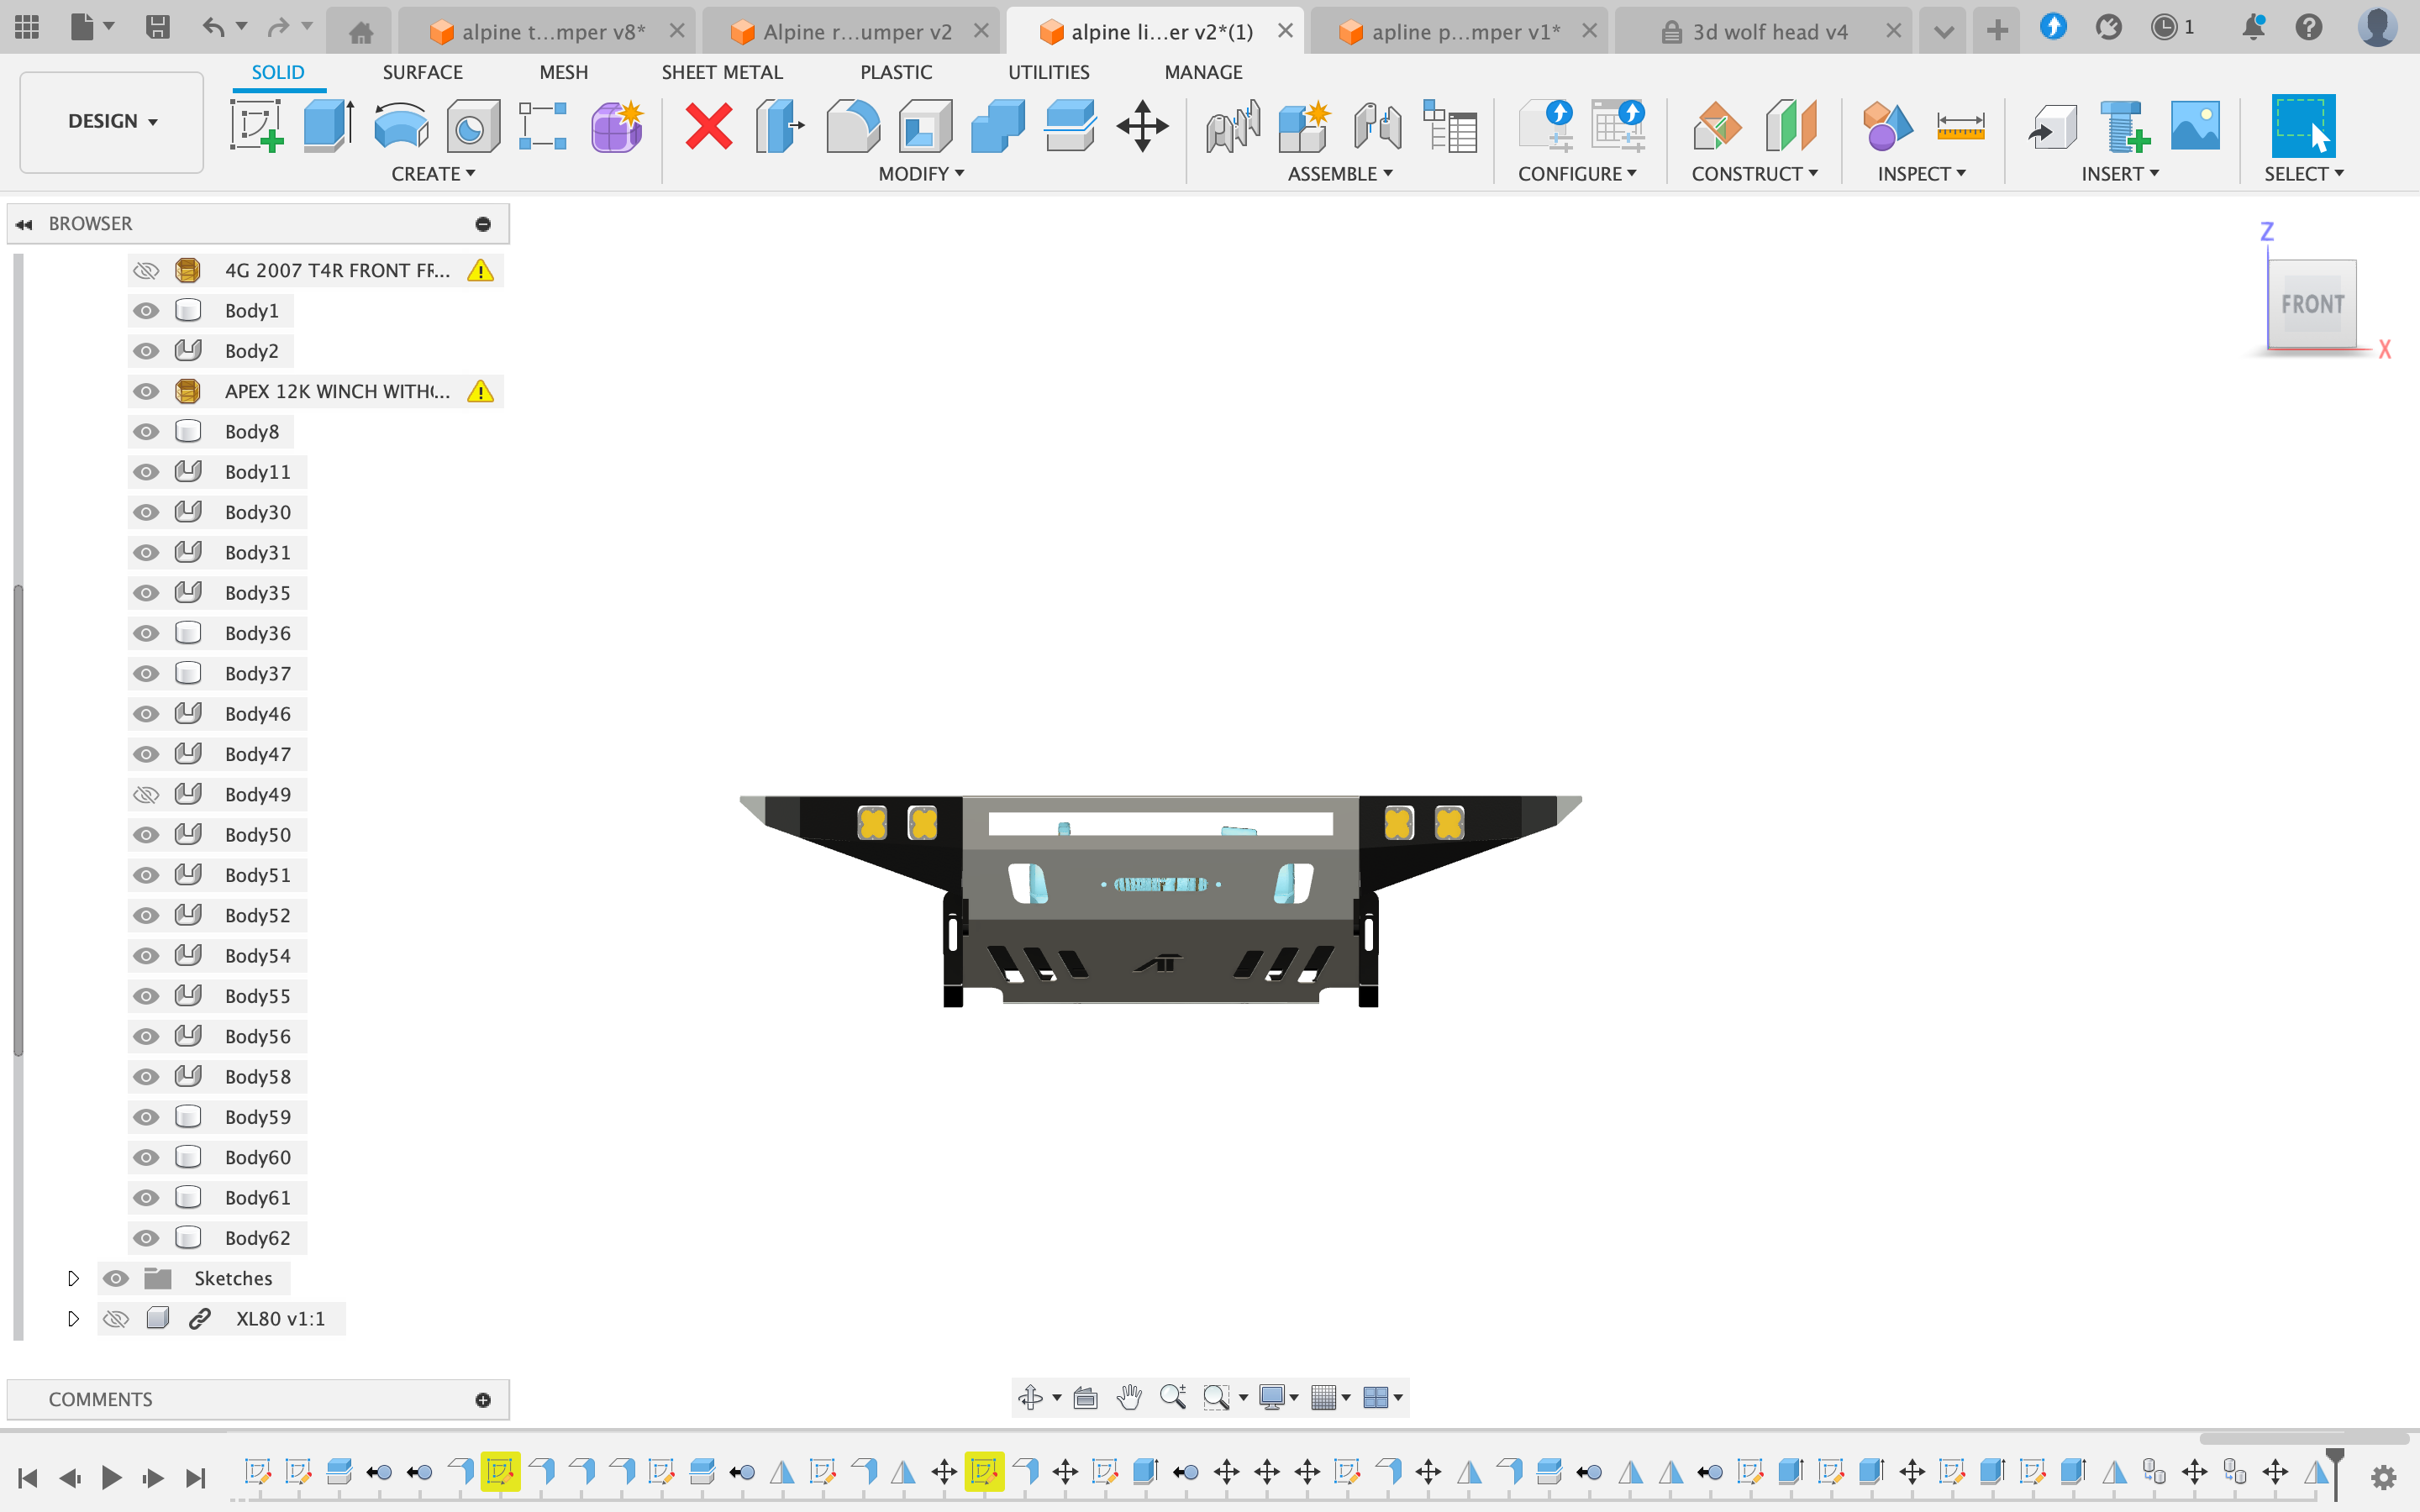 alpine t...mper v8*
Alpine r...umper v2
alpine li...er v2*(1)
apline p...mper v1*
3d wolf head v4
1
SOLID
SURFACE
MESH
SHEET METAL
PLASTIC
UTILITIES
MANAGE
DESIGN
CREATE
MODIFY
ASSEMBLE
CONFIGURE
CONSTRUCT
INSPECT
INSERT
SELECT
BROWSER
4G 2007 T4R FRONT FR...
Body1
Body2
APEX 12K WINCH WITH(...
Body8
Body11
Body30
Body31
Body35
Body36
Body37
Body46
Body47
Body49
Body50
Body51
Body52
Body54
Body55
Body56
Body58
Body59
Body60
Body61
Body62
Sketches
XL80 v1:1
COMMENTS
Z
FRONT
X
AT